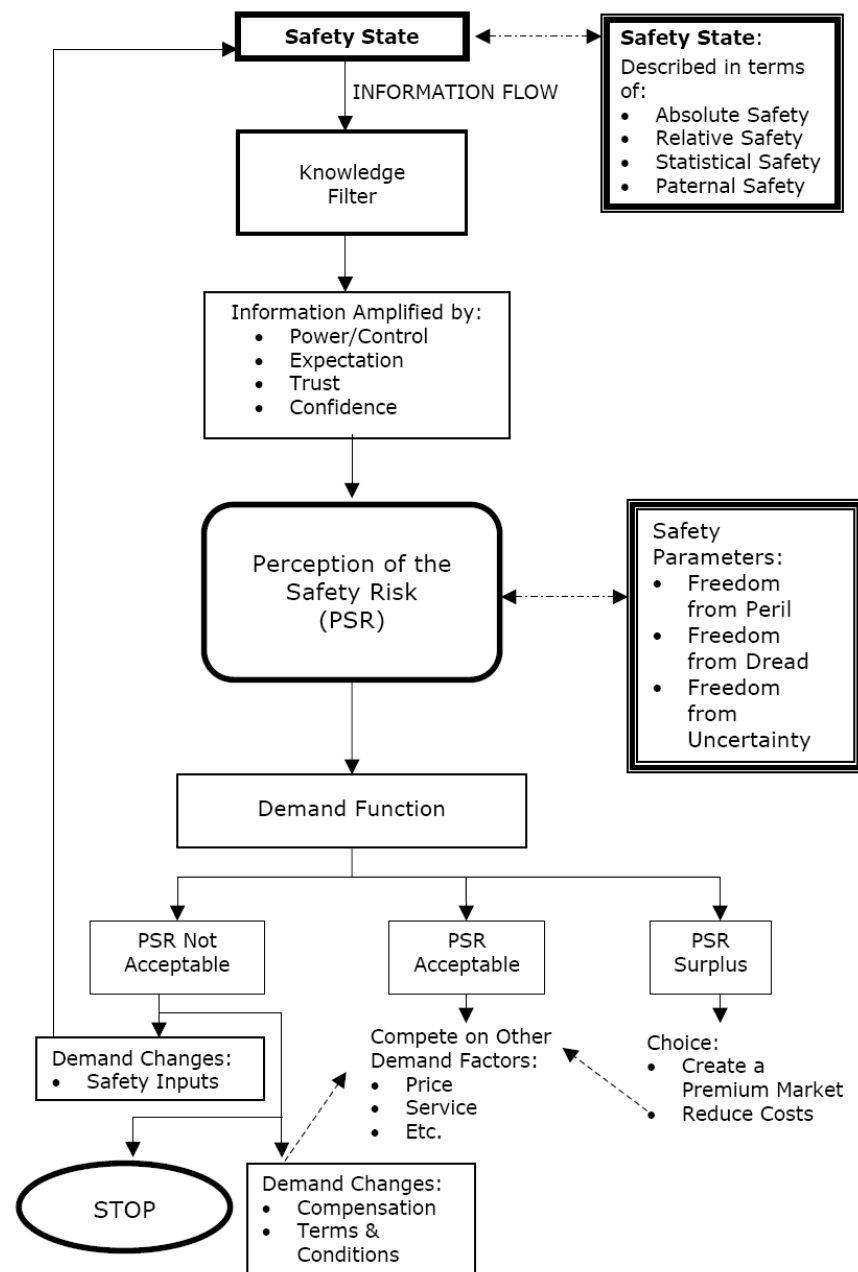 Safety State
Safety State:
Described in terms
of:
• Absolute Safety
• Relative Safety
• Statistical Safety
• Paternal Safety
INFORMATION FLOW
Knowledge
Filter
Information Amplified by:
• Power/Control
• Expectation
• Trust
• Confidence
Perception of the
Safety Risk
(PSR)
Safety
Parameters:
• Freedom
from Peril
• Freedom
from Dread
• Freedom
from
Uncertainty
Demand Function
PSR Not
Acceptable
PSR
Acceptable
PSR
Surplus
Demand Changes:
• Safety Inputs
Compete on Other
Demand Factors:
• Price
• Service
• Etc.
Choice:
• Create a
Premium Market
• Reduce Costs
STOP
Demand Changes:
• Compensation
• Terms &
Conditions